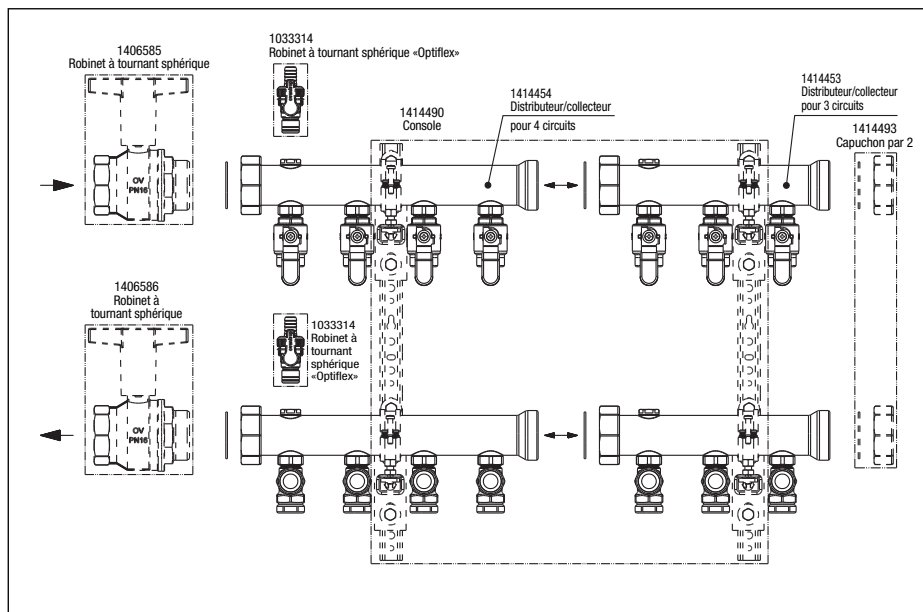 1406585
Robinet à tournant sphérique
1033314
Robinet à tournant sphérique «Optiflex»
1414490
Console
1414454
Distributeur/collecteur
pour 4 circuits
1414453
Distributeur/collecteur
pour 3 circuits
1414493
Capuchon par 2
OV
PN16
1406586
Robinet à
tournant sphérique
1033314
Robinet à
tournant
sphérique
«Optiflex»
OV
PN16